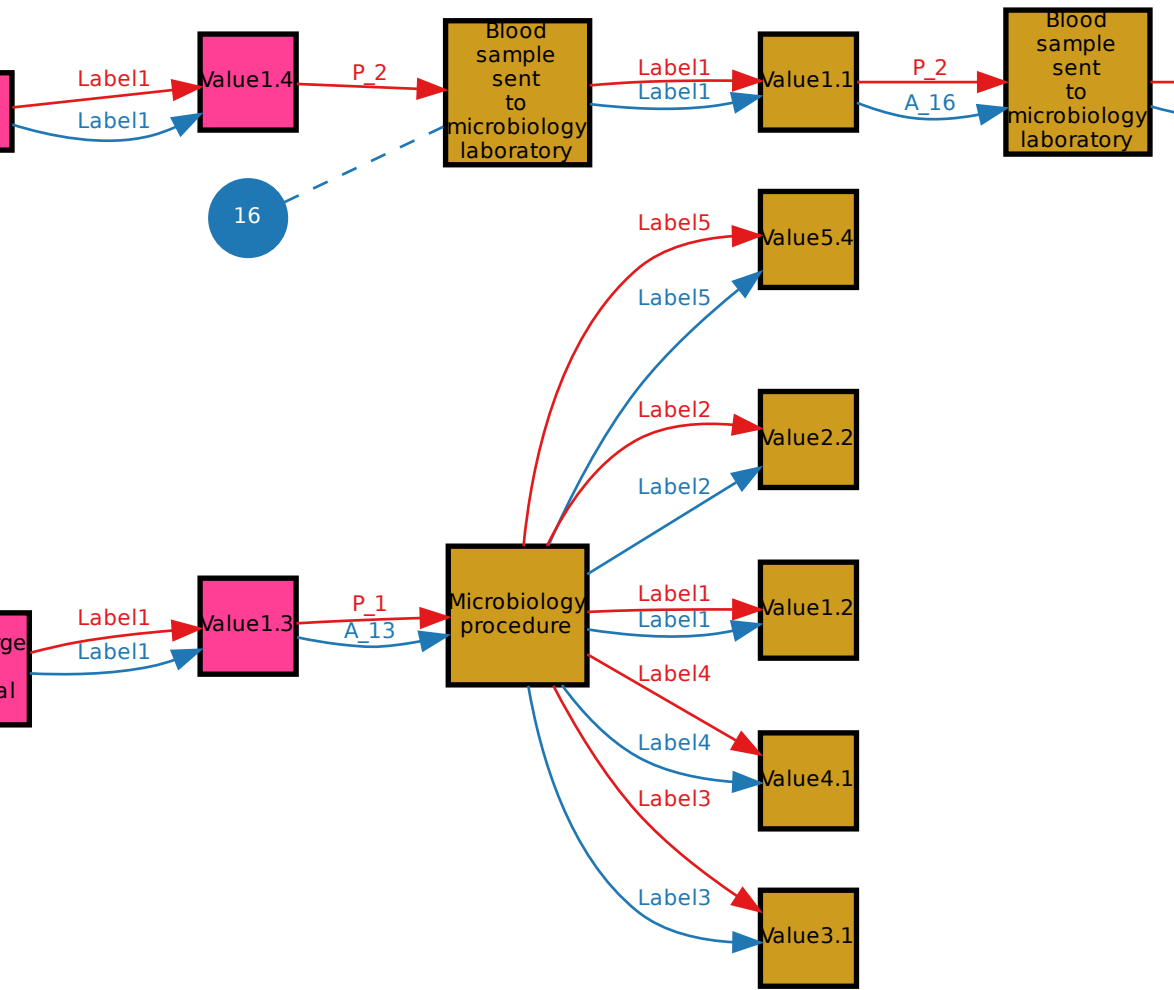 Label1
Label1
Value1.4
P_2
Blood
sample
sent
to
microbiology
laboratory
Label1
Label1
Value1.1
P_2
A_16
Blood
sample
sent
to
microbiology
laboratory
16
Label5
Label5
Value5.4
Label2
Label2
Value2.2
rge
al
Label1
Label1
Value1.3
P_1
A_13
Microbiology
procedure
Label1
Label1
Value1.2
Label4
Label4
Value4.1
Label3
Label3
Value3.1